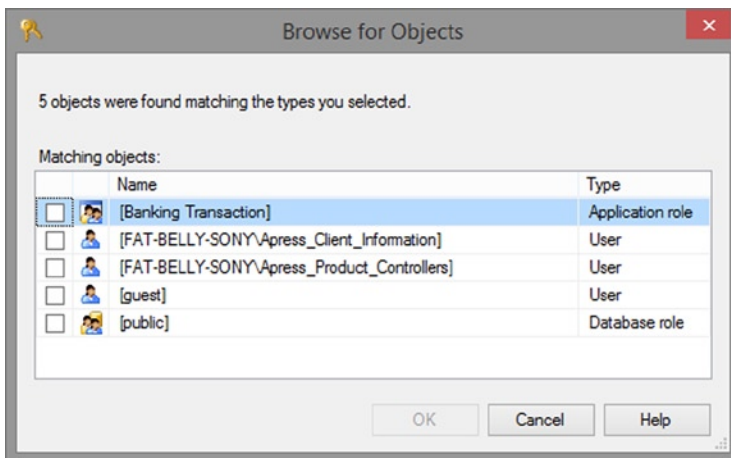 Browse for Objects
5 objects were found matching the types you selected.
Matching objects:
Name Type
[Banking Transaction] Application role
[FAT-BELLY-SONY\Apress_Client_Information] User
[FAT-BELLY-SONY\Apress_Product_Controllers] User
[guest] User
[public] Database role
OK Cancel Help